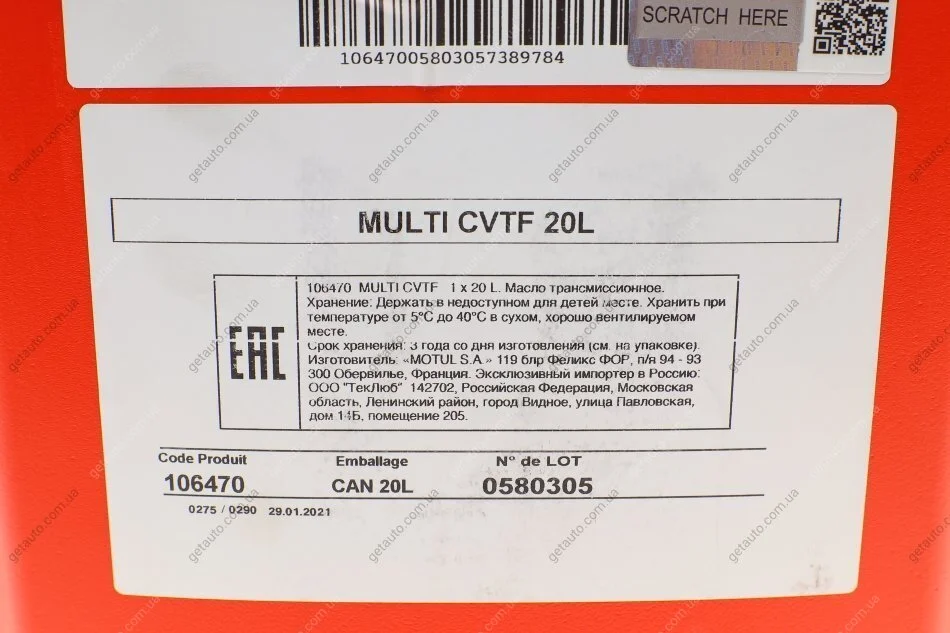 SCRATCH HERE
10647005803057389784
MULTI CVTF 20L
EAC
106470 MULTI CVTF 1 x 20 L. Масло трансмиссионное.
Хранение: Держать в недоступном для детей месте. Хранить при
температуре от 5°C до 40°C в сухом, хорошо вентилируемом
месте.
Срок хранения: 3 года со дня изготовления (см. на упаковке).
Изготовитель: «MOTUL S.A.» 119 блр Феликс ФОР, п/я 94 - 93
300 Обервилье, Франция. Эксклюзивный импортер в Россию:
ООО "ТекЛюб" 142702, Российская Федерация, Московская
область, Ленинский район, город Видное, улица Павловская,
дом 14Б, помещение 205.
Code Produit Emballage N° de LOT
106470 CAN 20L 0580305
0275 / 0290 29.01.2021
getauto.com.ua